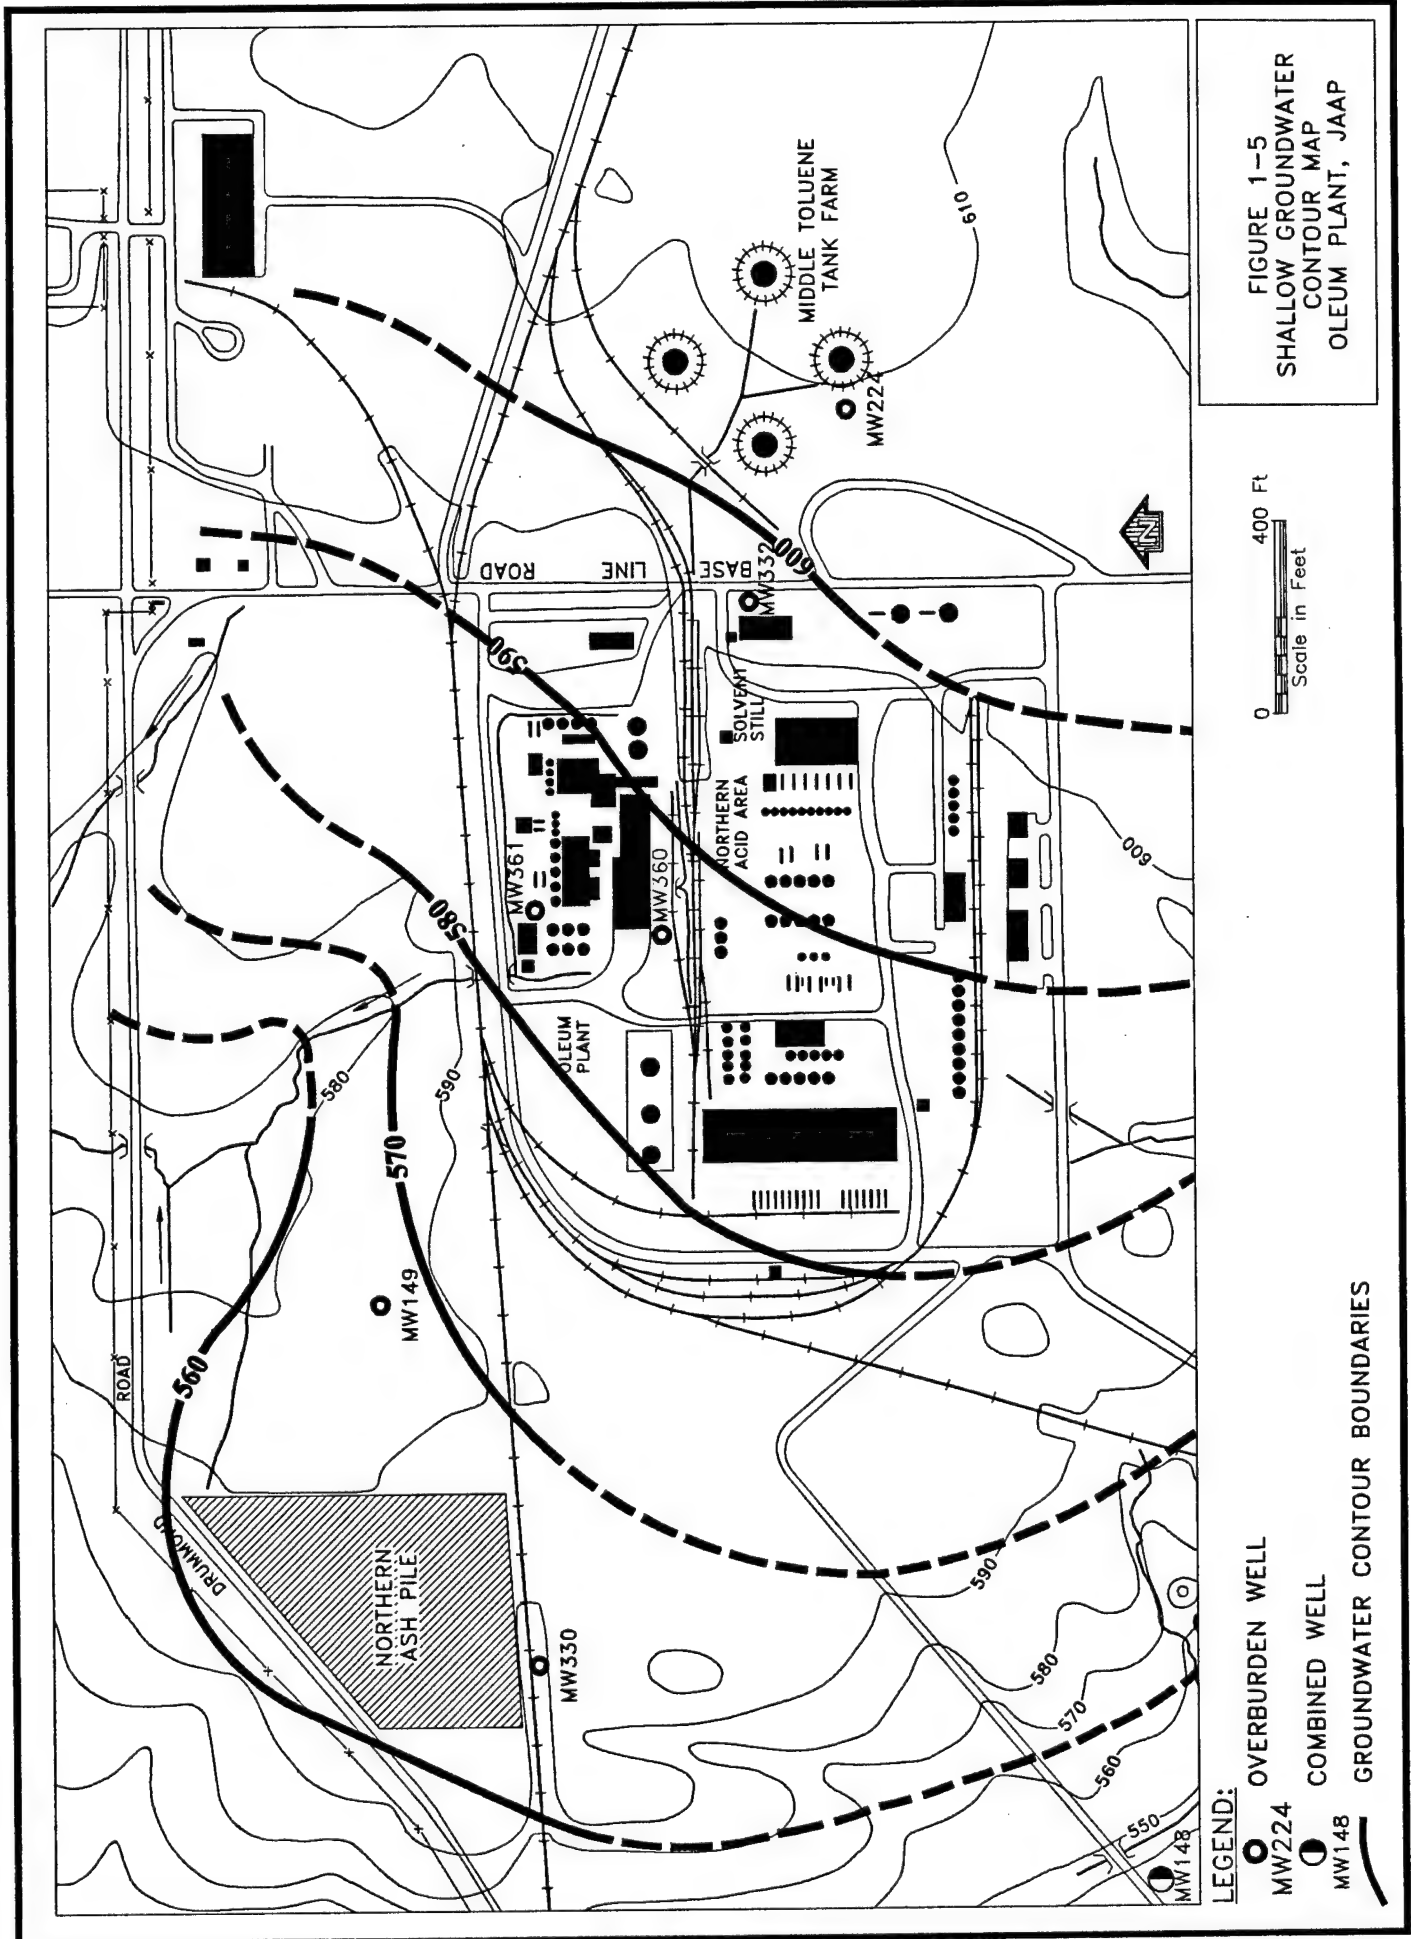 FIGURE 1-5
SHALLOW GROUNDWATER
CONTOUR MAP
OLEUM PLANT, JAAP
MIDDLE TOLUENE
TANK FARM
610
MW224
N
BASE LINE ROAD
MW332
600
590
580
570
560
SOLVENT
STILL
NORTHERN
ACID AREA
MW361
MW360
OLEUM
PLANT
600
580
590
MW149
DRUMMOND ROAD
NORTHERN
ASH PILE
MW330
590
580
570
560
550
MW148
0 400 Ft
Scale in Feet
LEGEND:
MW224 OVERBURDEN WELL
MW148 COMBINED WELL
GROUNDWATER CONTOUR BOUNDARIES